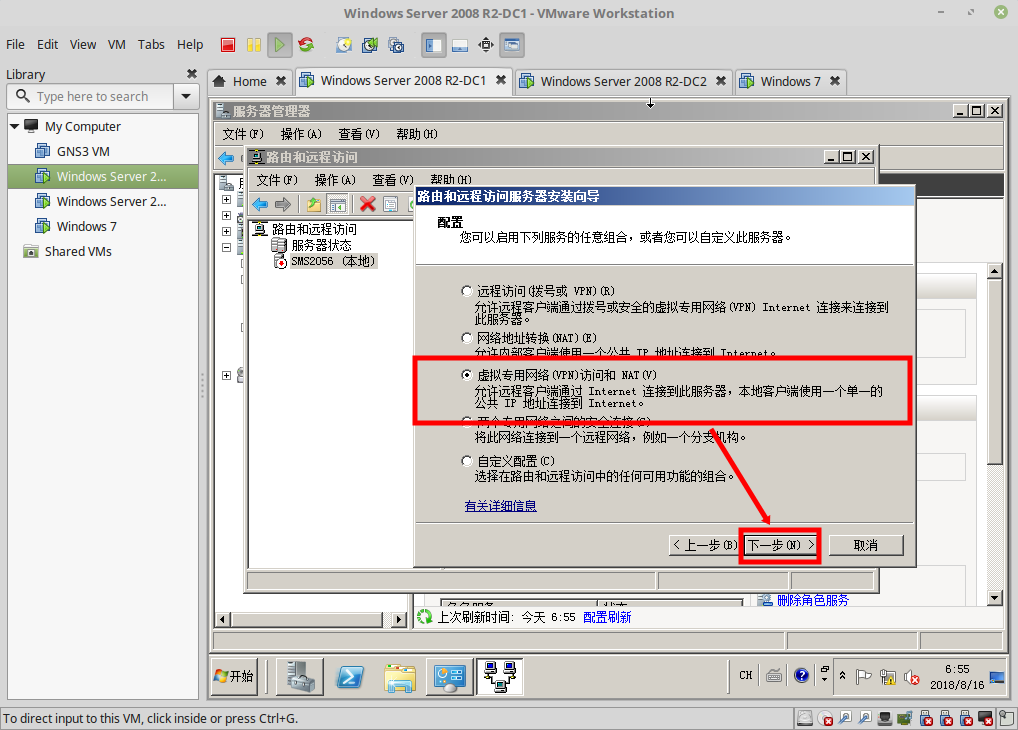 Windows Server 2008 R2-DC1 - VMware Workstation
File Edit View VM Tabs Help
Library
Type here to search
My Computer
GNS3 VM
Windows Server 2...
Windows Server 2...
Windows 7
Shared VMs
Home
Windows Server 2008 R2-DC1
Windows Server 2008 R2-DC2
Windows 7
服务器管理器
文件(F) 操作(A) 查看(V) 帮助(H)
路由和远程访问
文件(F) 操作(A) 查看(V) 帮助(H)
路由和远程访问
服务器状态
SMS2056 (本地)
路由和远程访问服务器安装向导
配置
您可以启用下列服务的任意组合，或者您可以自定义此服务器。
远程访问(拨号或 VPN)(R)
允许远程客户端通过拨号或安全的虚拟专用网络(VPN) Internet 连接来连接到
此服务器。
网络地址转换(NAT)(E)
允许内部客户端使用一个公共 IP 地址连接到 Internet。
虚拟专用网络(VPN)访问和 NAT(V)
允许远程客户端通过 Internet 连接到此服务器，本地客户端使用一个单一的
公共 IP 地址连接到 Internet。
两个专用网络之间的安全连接(S)
将此网络连接到一个远程网络，例如一个分支机构。
自定义配置(C)
选择在路由和远程访问中的任何可用功能的组合。
有关详细信息
< 上一步(B) 下一步(N) > 取消
角色服务 状态
删除角色服务
上次刷新时间: 今天 6:55 配置刷新
开始
CH
6:55
2018/8/16
To direct input to this VM, click inside or press Ctrl+G.